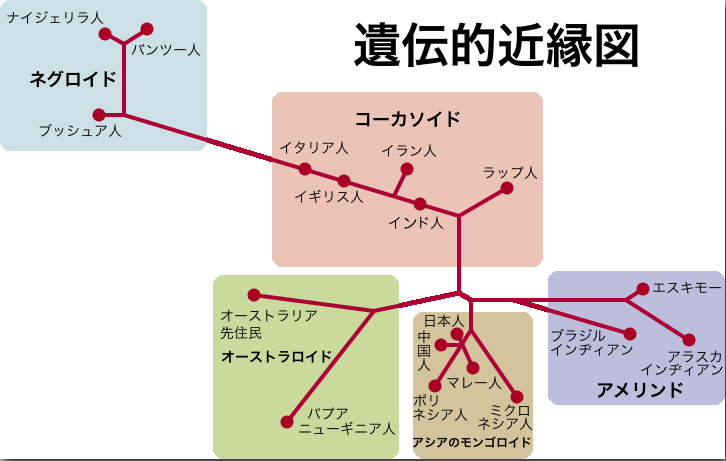 遺伝的近縁図
ナイジェリア人
バンツー人
ネグロイド
ブッシュア人
コーカソイド
イタリア人
イラン人
ラップ人
イギリス人
インド人
オーストラリア
先住民
オーストラロイド
パプア
ニューギニア人
日本人
中
国
人
マレー人
ポリ
ネシア人
ミクロ
ネシア人
アジアのモンゴロイド
エスキモー
ブラジル
インヂィアン
アラスカ
インヂィアン
アメリンド